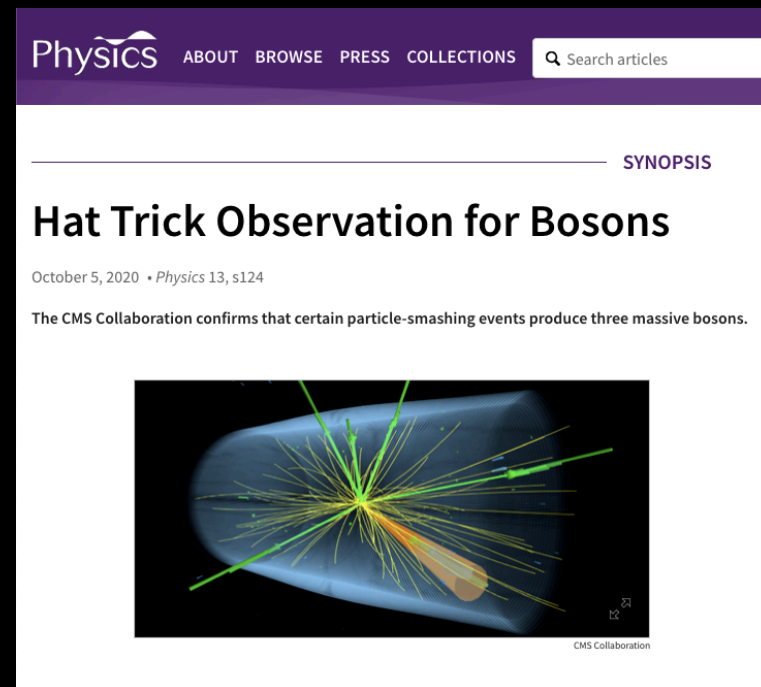 Physics ABOUT BROWSE PRESS COLLECTIONS Search articles
SYNOPSIS
Hat Trick Observation for Bosons
October 5, 2020 • Physics 13, s124
The CMS Collaboration confirms that certain particle-smashing events produce three massive bosons.
CMS Collaboration